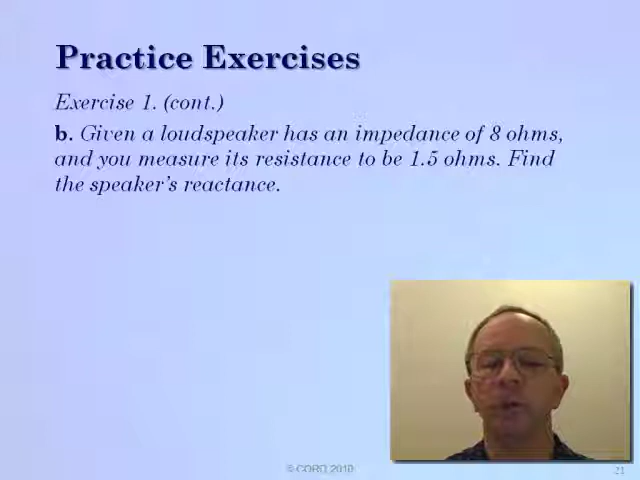 Practice Exercises
Exercise 1. (cont.)
b. Given a loudspeaker has an impedance of 8 ohms,
and you measure its resistance to be 1.5 ohms. Find
the speaker's reactance.
© CORD 2010
21